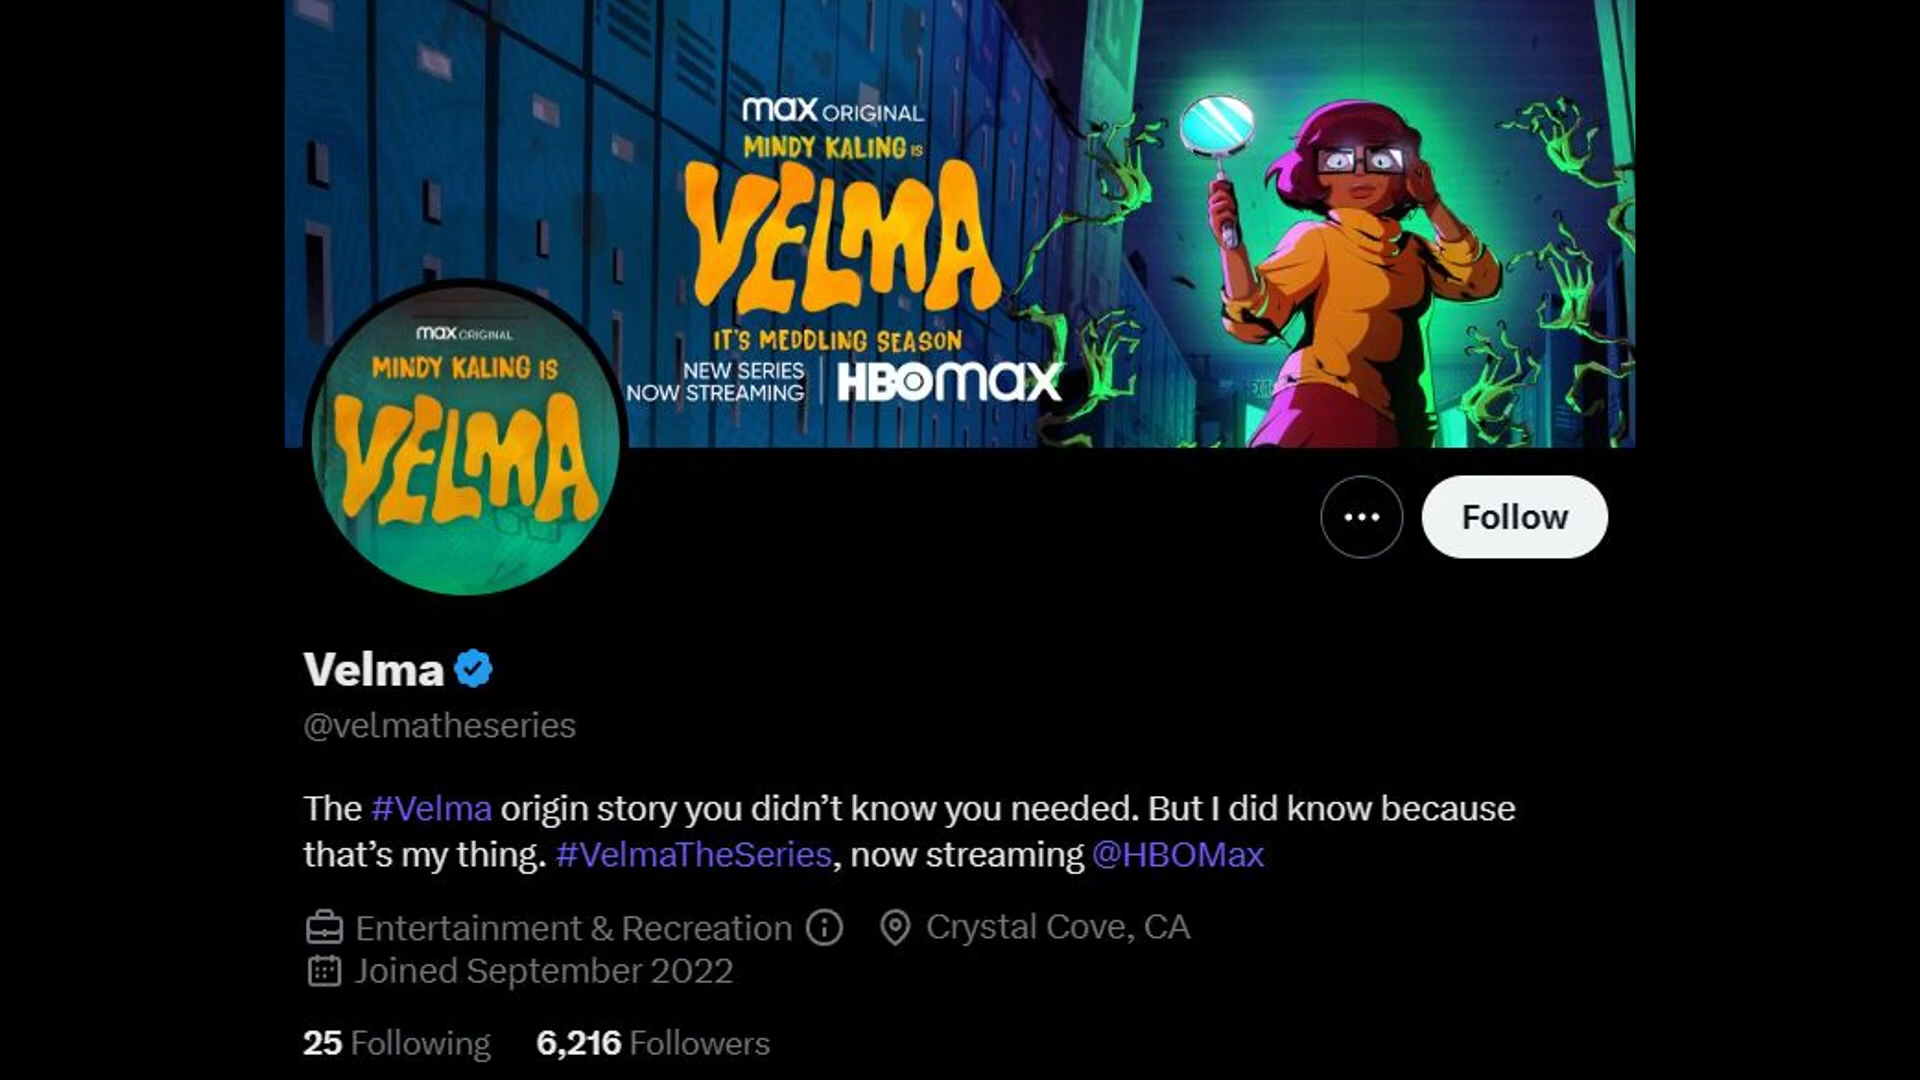 max ORIGINAL
MINDY KALING IS
VELMA
IT'S MEDDLING SEASON
NEW SERIES
NOW STREAMING
HBOmax
EXIT
max ORIGINAL
MINDY KALING IS
VELMA
Follow
Velma
@velmatheseries
The #Velma origin story you didn’t know you needed. But I did know because
that’s my thing. #VelmaTheSeries, now streaming @HBOMax
Entertainment & Recreation Crystal Cove, CA
Joined September 2022
25 Following 6,216 Followers